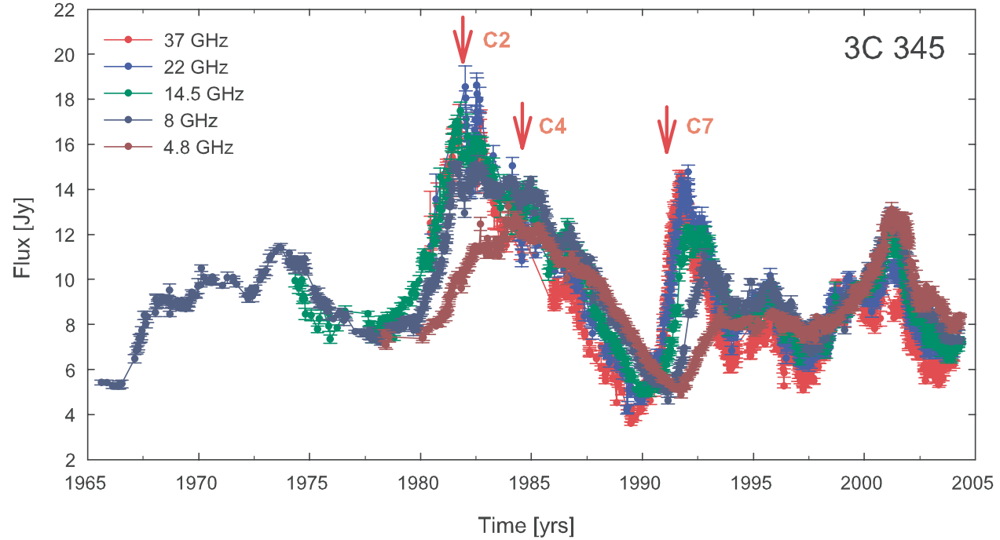 22
20
18
16
14
12
10
8
6
4
2
Flux [Jy]
37 GHz
22 GHz
14.5 GHz
8 GHz
4.8 GHz
C2
C4
C7
3C 345
1965 1970 1975 1980 1985 1990 1995 2000 2005
Time [yrs]